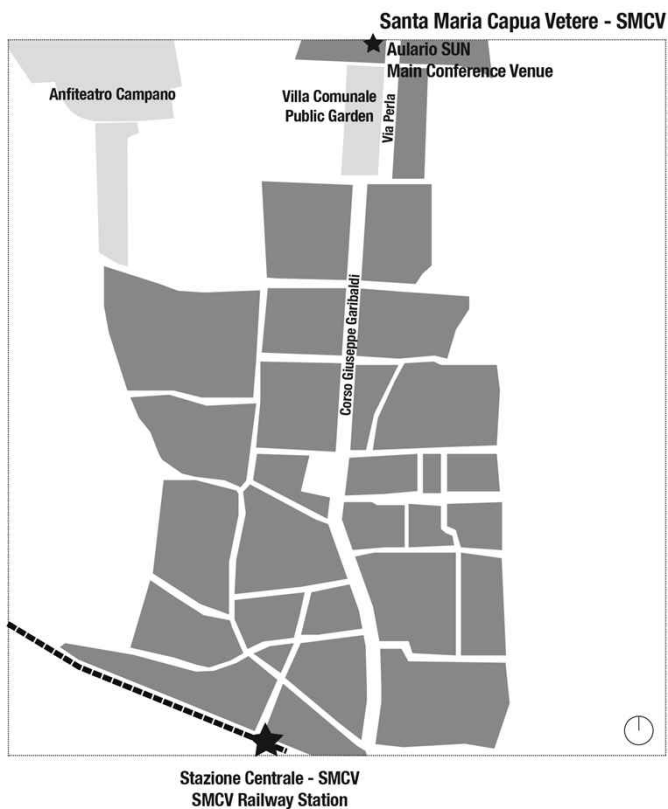 Santa Maria Capua Vetere - SMCV
Aulario SUN
Main Conference Venue
Anfiteatro Campano
Villa Comunale
Public Garden
Via Perla
Corso Giuseppe Garibaldi
Stazione Centrale - SMCV
SMCV Railway Station